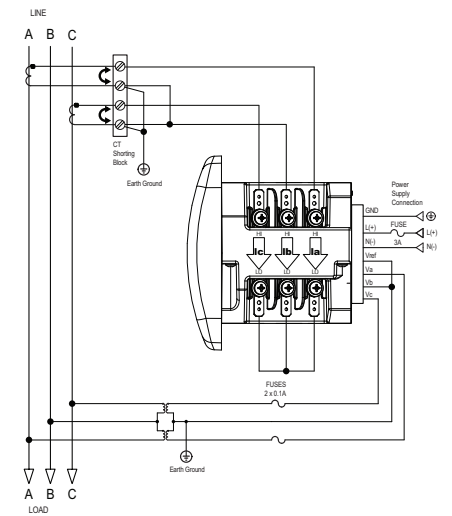 LINE
A B C
CT
Shorting
Block
Earth Ground
Power
Supply
Connection
GND
FUSE
L(+)
L(+)
3A
N(-)
N(-)
Vref
Va
Vb
Vc
HI HI HI
Ic Ib Ia
LO LO LO
FUSES
2 x 0.1A
Earth Ground
A B C
LOAD